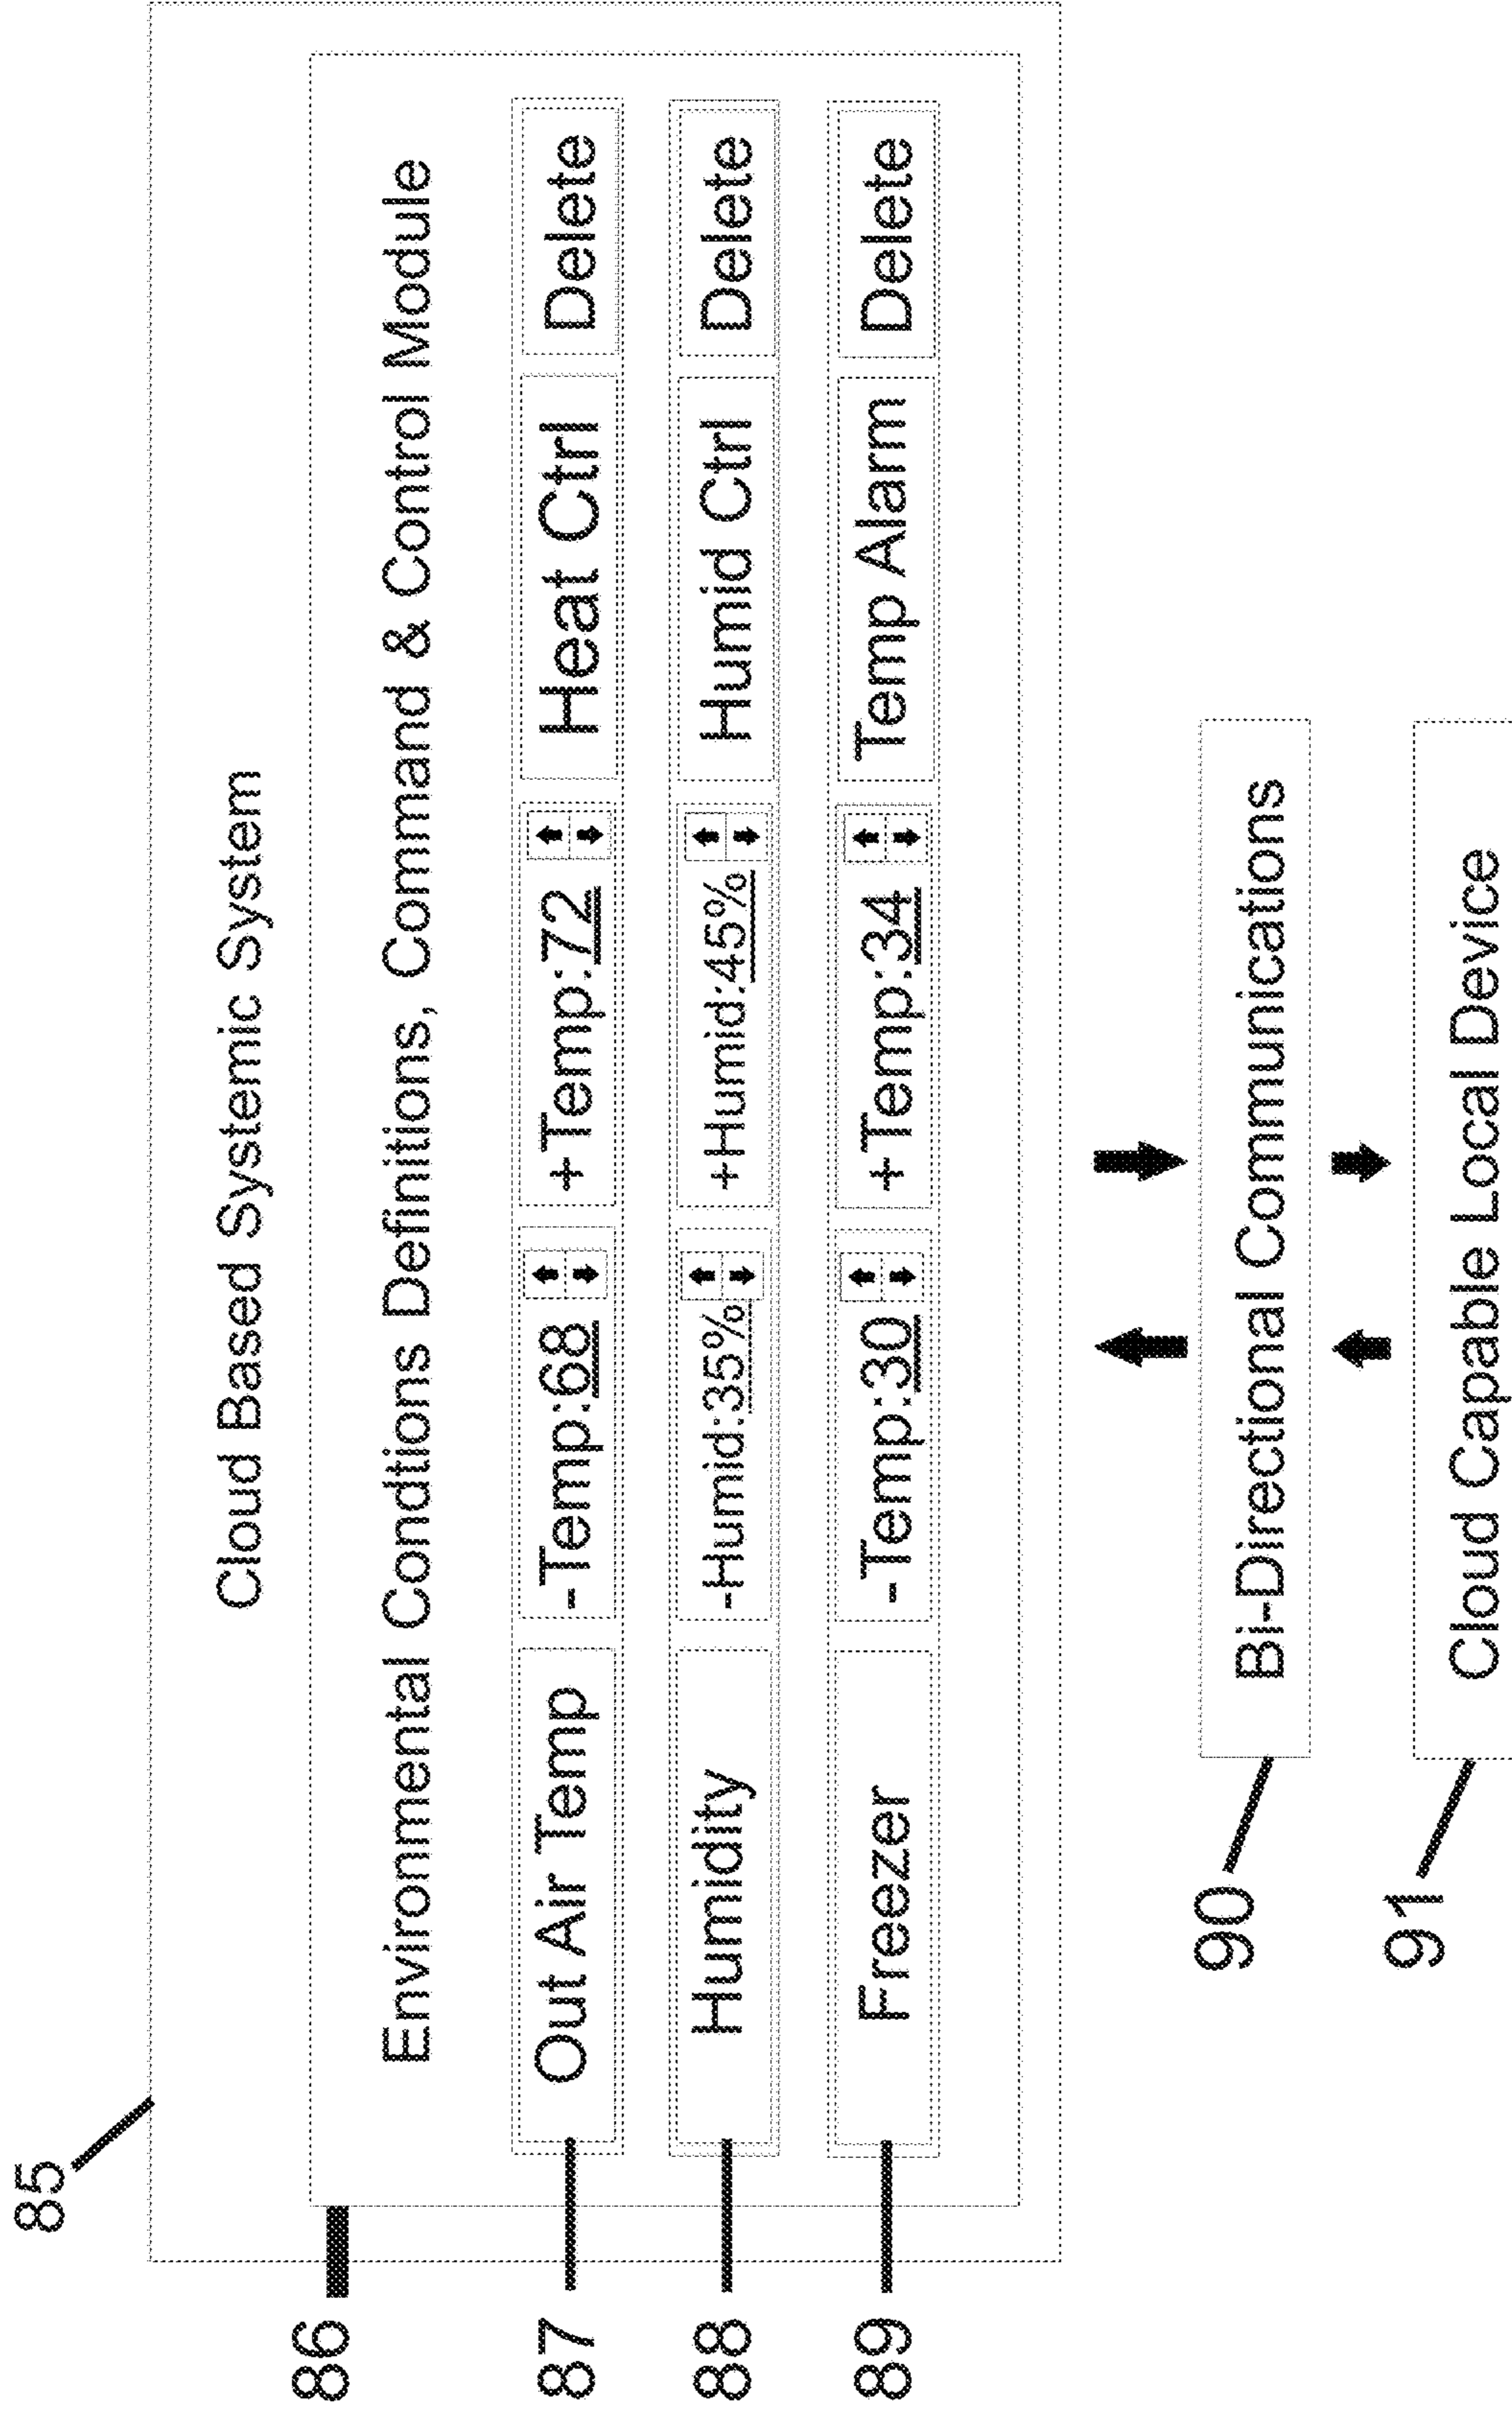 85
Cloud Based Systemic System
86
Environmental Condtions Definitions, Command & Control Module
87 Out Air Temp -Temp:68 +Temp:72 Heat Ctrl Delete
88 Humidity -Humid:35% +Humid:45% Humid Ctrl Delete
89 Freezer -Temp:30 +Temp:34 Temp Alarm Delete
90 Bi-Directional Communications
91 Cloud Capable Local Device